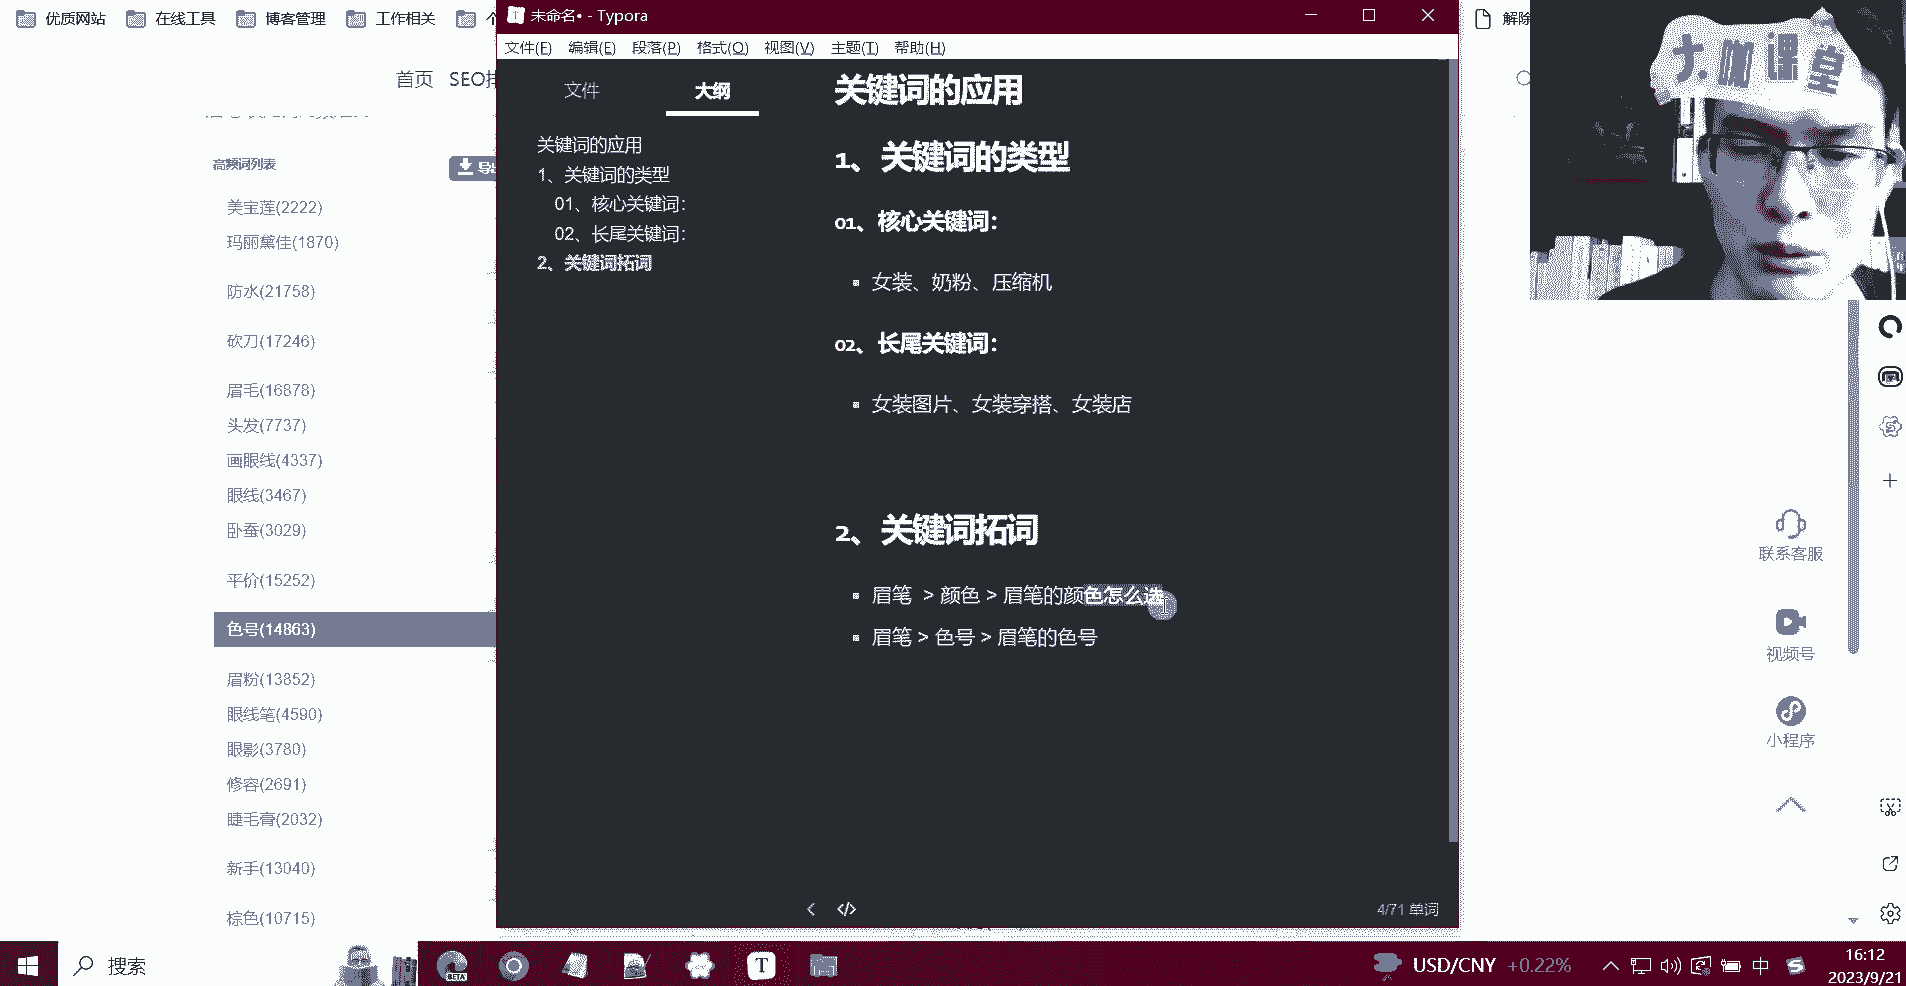 优质网站
在线工具
博客管理
工作相关
解除
未命名• - Typora
文件(F) 编辑(E) 段落(P) 格式(O) 视图(V) 主题(T) 帮助(H)
首页 SEO
高频词列表
美宝莲(2222)
玛丽黛佳(1870)
防水(21758)
砍刀(17246)
眉毛(16878)
头发(7737)
画眼线(4337)
眼线(3467)
卧蚕(3029)
平价(15252)
色号(14863)
眉粉(13852)
眼线笔(4590)
眼影(3780)
修容(2691)
睫毛膏(2032)
新手(13040)
棕色(10715)
文件
大纲
关键词的应用
1、关键词的类型
01、核心关键词：
02、长尾关键词：
2、关键词拓词
关键词的应用
1、关键词的类型
01、核心关键词：
女装、奶粉、压缩机
02、长尾关键词：
女装图片、女装穿搭、女装店
2、关键词拓词
眉笔 > 颜色 > 眉笔的颜色怎么选
眉笔 > 色号 > 眉笔的色号
4/71 单词
大咖课堂
联系客服
视频号
小程序
搜索
BETA
USD/CNY +0.22%
中
16:12
2023/9/21